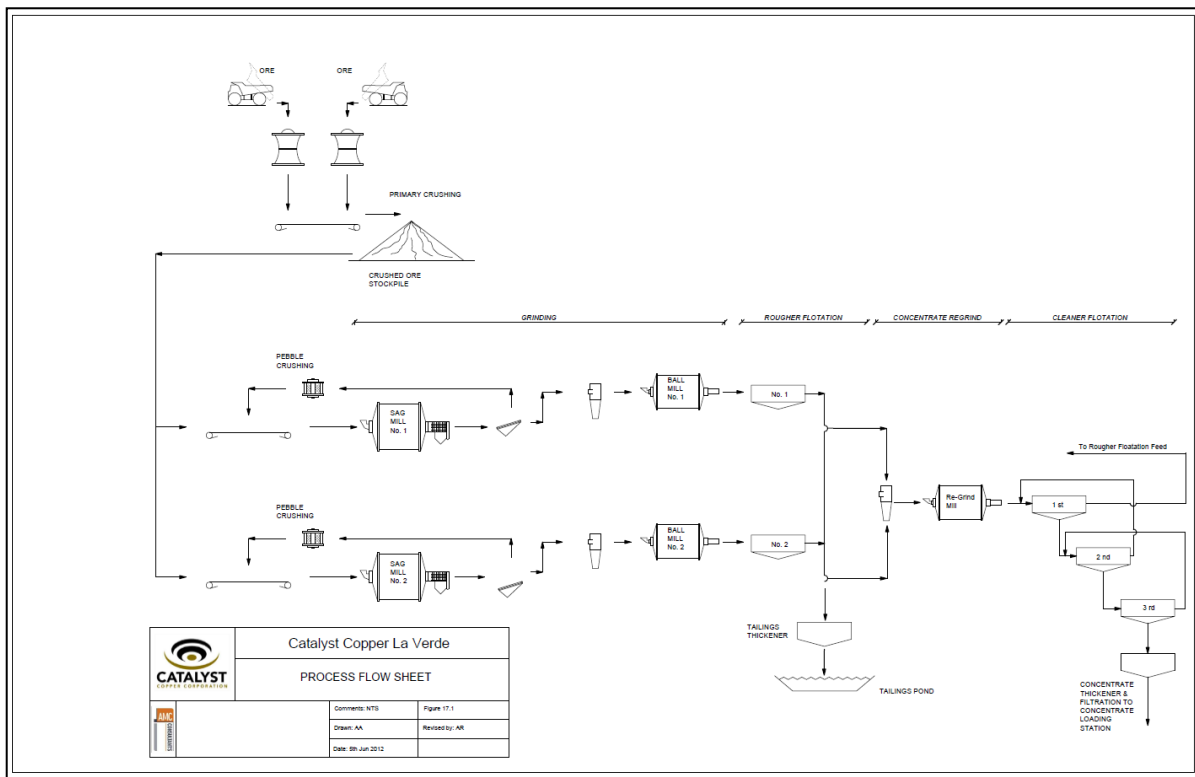 ORE
ORE
PRIMARY CRUSHING
CRUSHED ORE
STOCKPILE
GRINDING
ROUGHER FLOTATION
CONCENTRATE REGRIND
CLEANER FLOTATION
PEBBLE
CRUSHING
SAG
MILL
No. 1
BALL
MILL
No. 1
No. 1
To Rougher Floatation Feed
Re-Grind
Mill
1 st
PEBBLE
CRUSHING
SAG
MILL
No. 2
BALL
MILL
No. 2
No. 2
2 nd
3 rd
TAILINGS
THICKENER
TAILINGS POND
CONCENTRATE
THICKENER &
FILTRATION TO
CONCENTRATE
LOADING
STATION
CATALYST
COPPER CORPORATION
Catalyst Copper La Verde
PROCESS FLOW SHEET
AMC
CONSULTANTS
Comments: NTS
Figure 17.1
Drawn: AA
Revised by: AR
Date: 5th Jun 2012